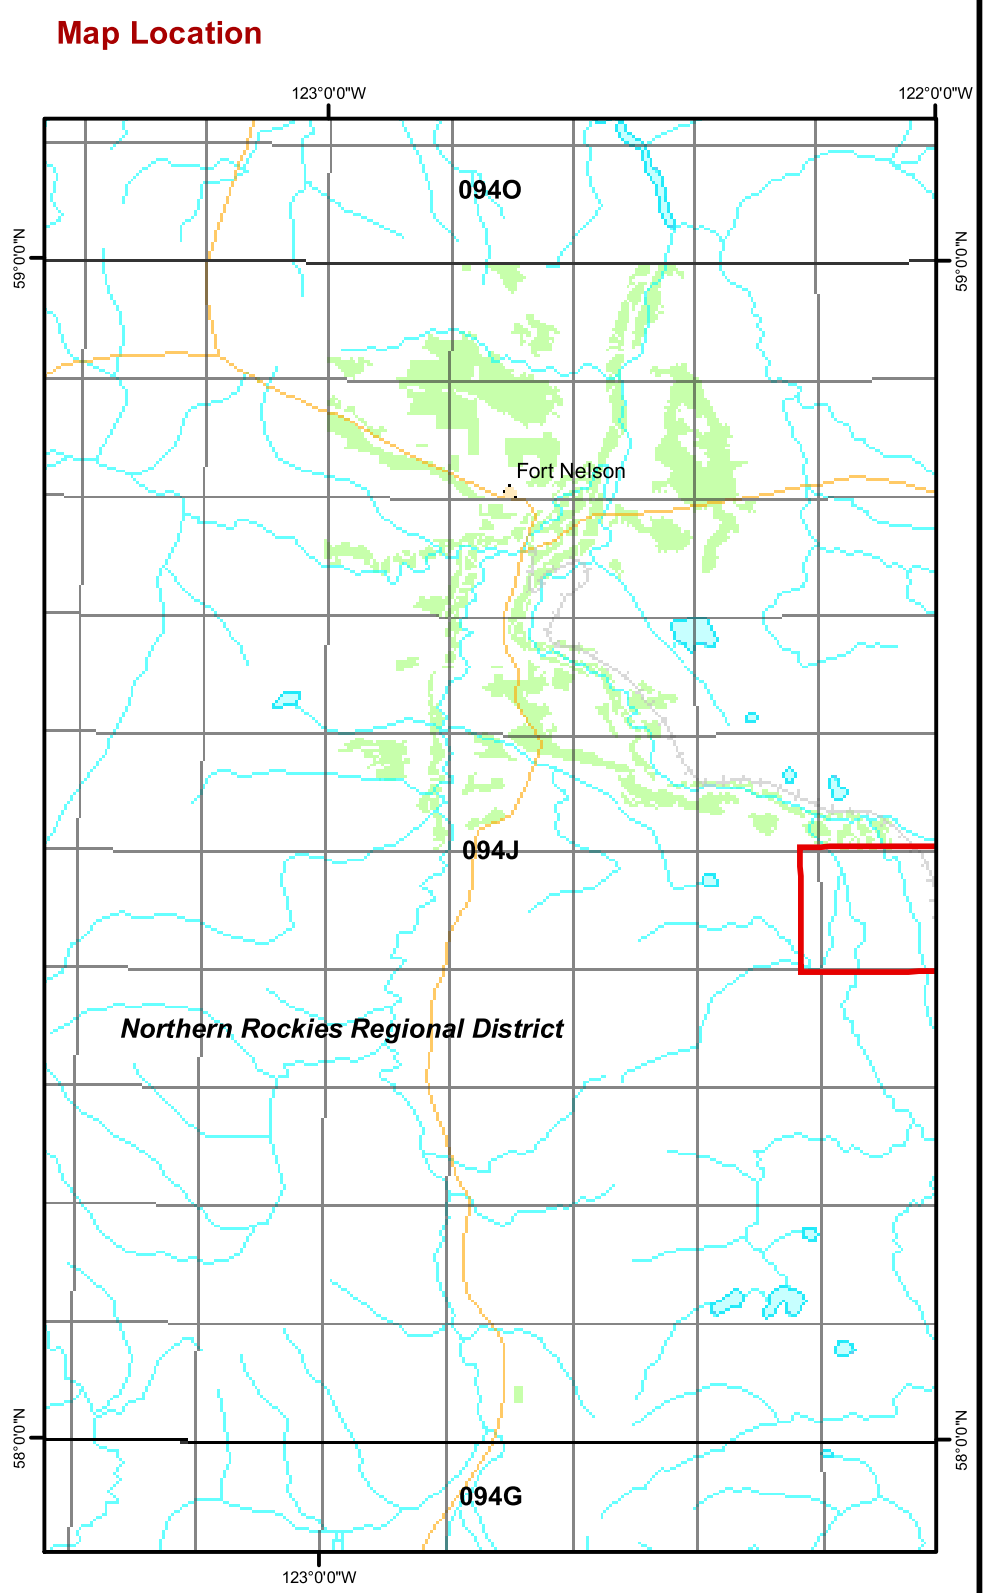 Map Location
123°0'0"W
122°0'0"W
094O
59°0'0"N
59°0'0"N
Fort Nelson
094J
Northern Rockies Regional District
58°0'0"N
58°0'0"N
094G
123°0'0"W